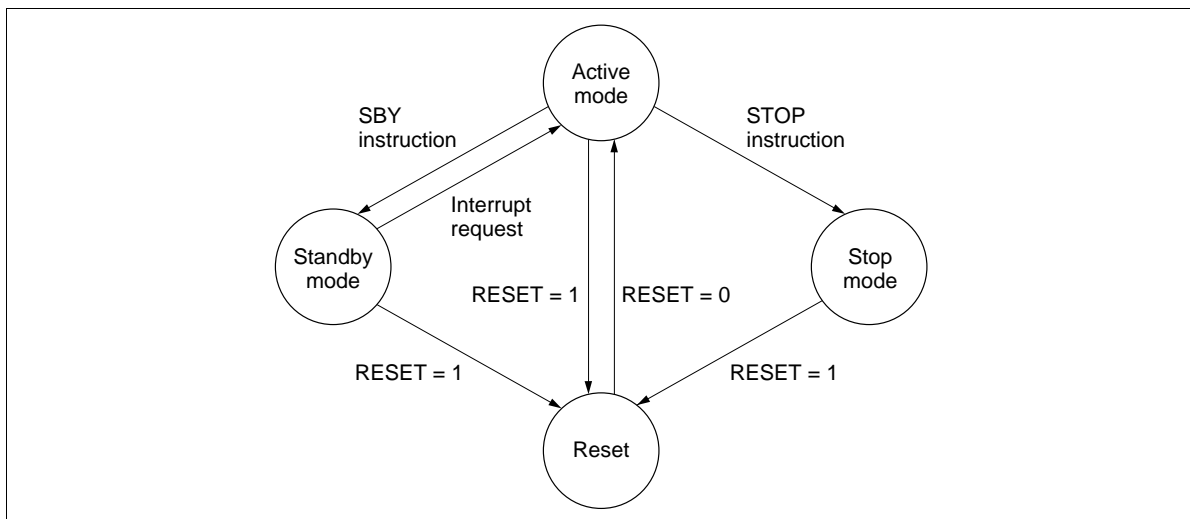 Active
mode
SBY
instruction
STOP
instruction
Interrupt
request
Standby
mode
Stop
mode
RESET = 1
RESET = 0
RESET = 1
RESET = 1
Reset